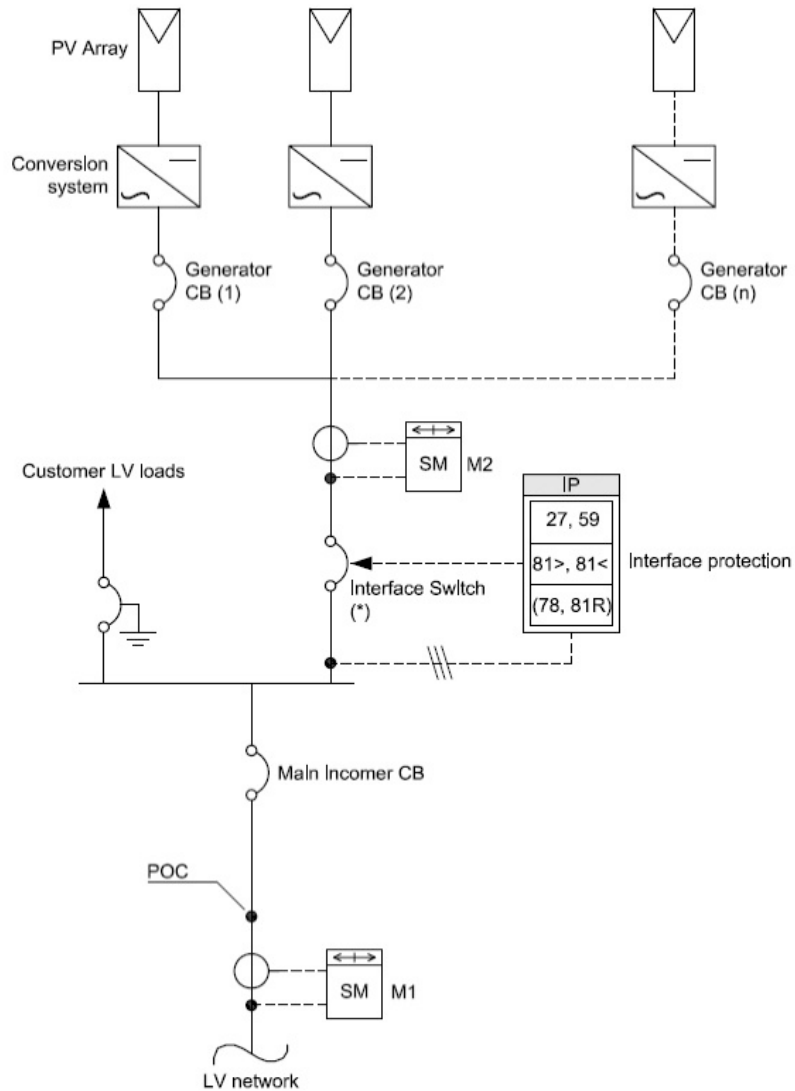 PV Array
Conversion
system
Generator
CB (1)
Generator
CB (2)
Generator
CB (n)
SM
M2
Customer LV loads
IP
27, 59
81>, 81<
(78, 81R)
Interface protection
Interface Switch
(*)
Main Incomer CB
POC
SM
M1
LV network